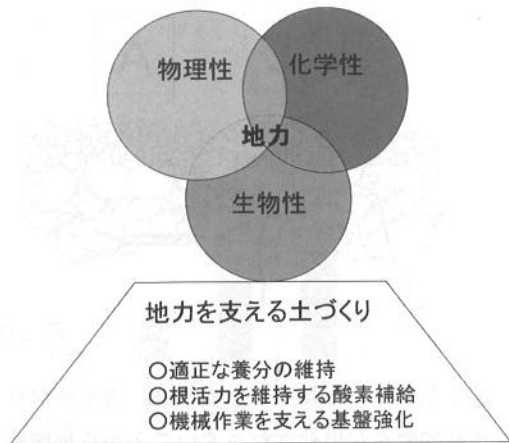 物理性
化学性
地力
生物性
地力を支える土づくり
○適正な養分の維持
○根活力を維持する酸素補給
○機械作業を支える基盤強化